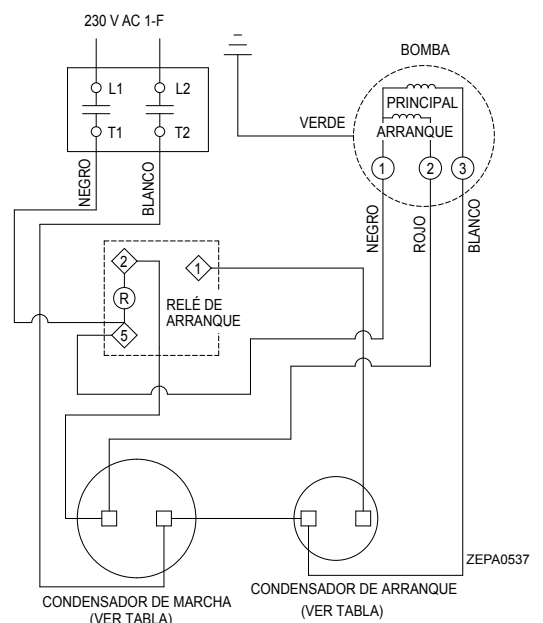 230 V AC 1-F
BOMBA
L1
L2
T1
T2
PRINCIPAL
VERDE
ARRANQUE
1
2
3
NEGRO
BLANCO
NEGRO
ROJO
BLANCO
2
1
R
RELÉ DE
ARRANQUE
5
ZEPA0537
CONDENSADOR DE MARCHA
(VER TABLA)
CONDENSADOR DE ARRANQUE
(VER TABLA)